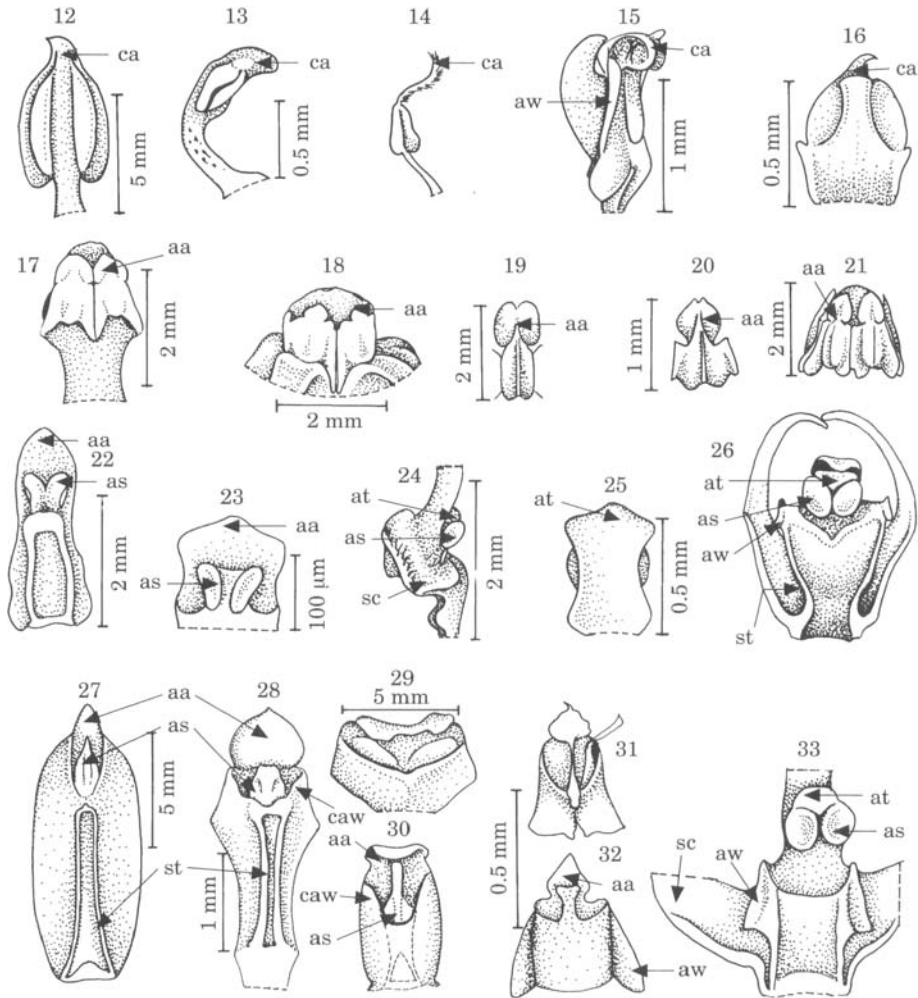 12 13 14 15 16
ca ca ca ca ca
aw
5 mm 0.5 mm 1 mm 0.5 mm
17 18 19 20 21
aa aa aa aa aa
2 mm 2 mm 2 mm 1 mm 2 mm
22 23 24 25 26
aa as aa as at as sc at at as aw st
2 mm 100 µm 2 mm 0.5 mm
27 28 29 31 33
5 mm
aa as st caw
5 mm 1 mm
30 32
aa caw as aa aw
0.5 mm
at as sc aw